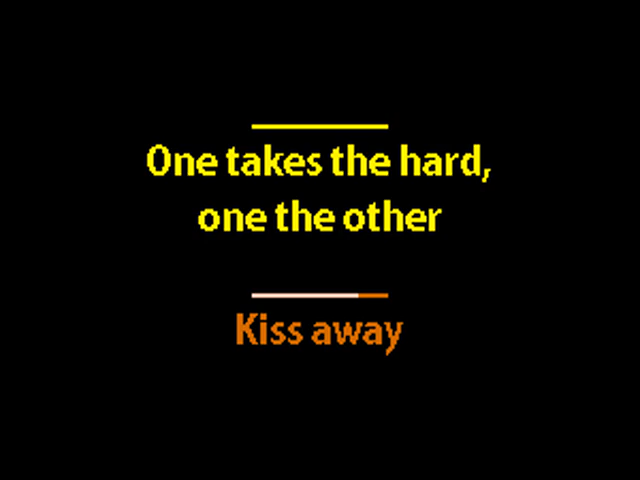 One takes the hard,
one the other
Kiss away